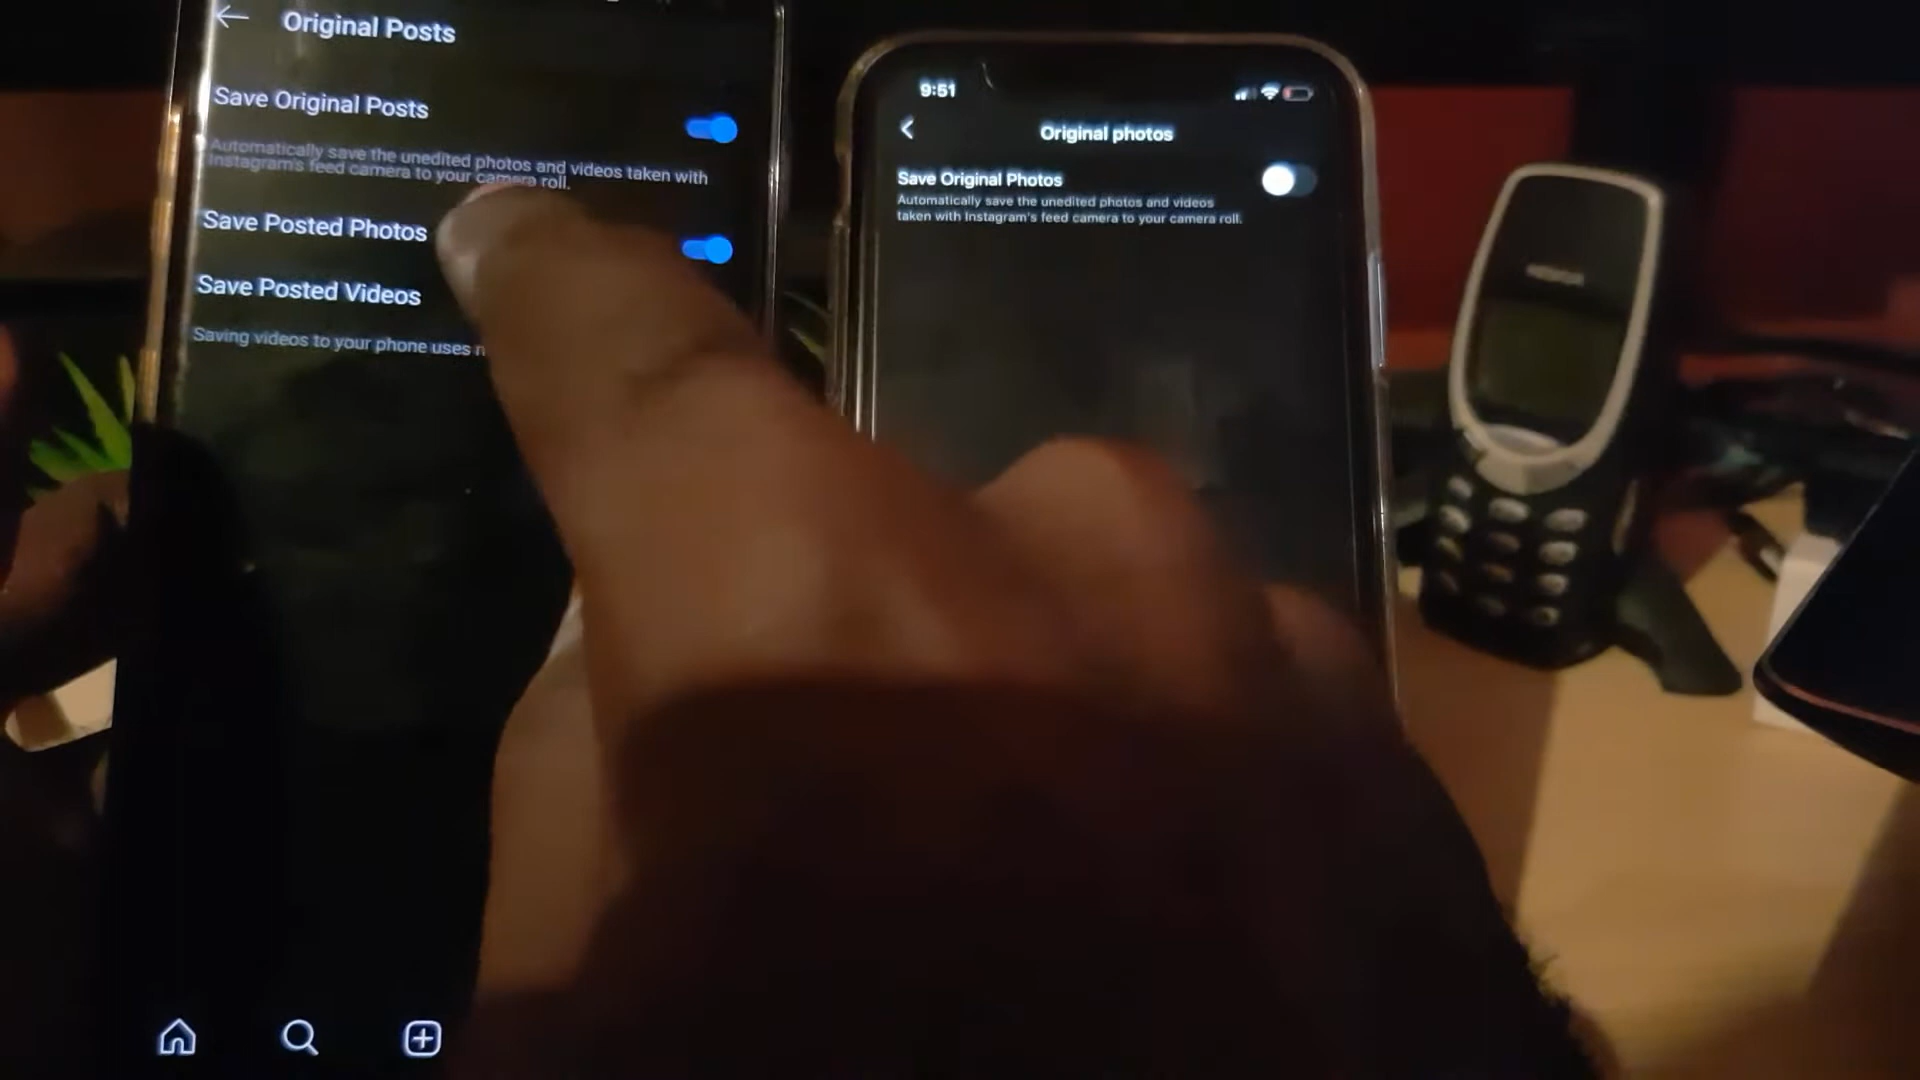 Original Posts
Save Original Posts
Automatically save the unedited photos and videos taken with
Instagram's feed camera to your camera roll.
Save Posted Photos
Save Posted Videos
Saving videos to your phone uses
9:51
Original photos
Save Original Photos
Automatically save the unedited photos and videos
taken with Instagram's feed camera to your camera roll.
NOKIA